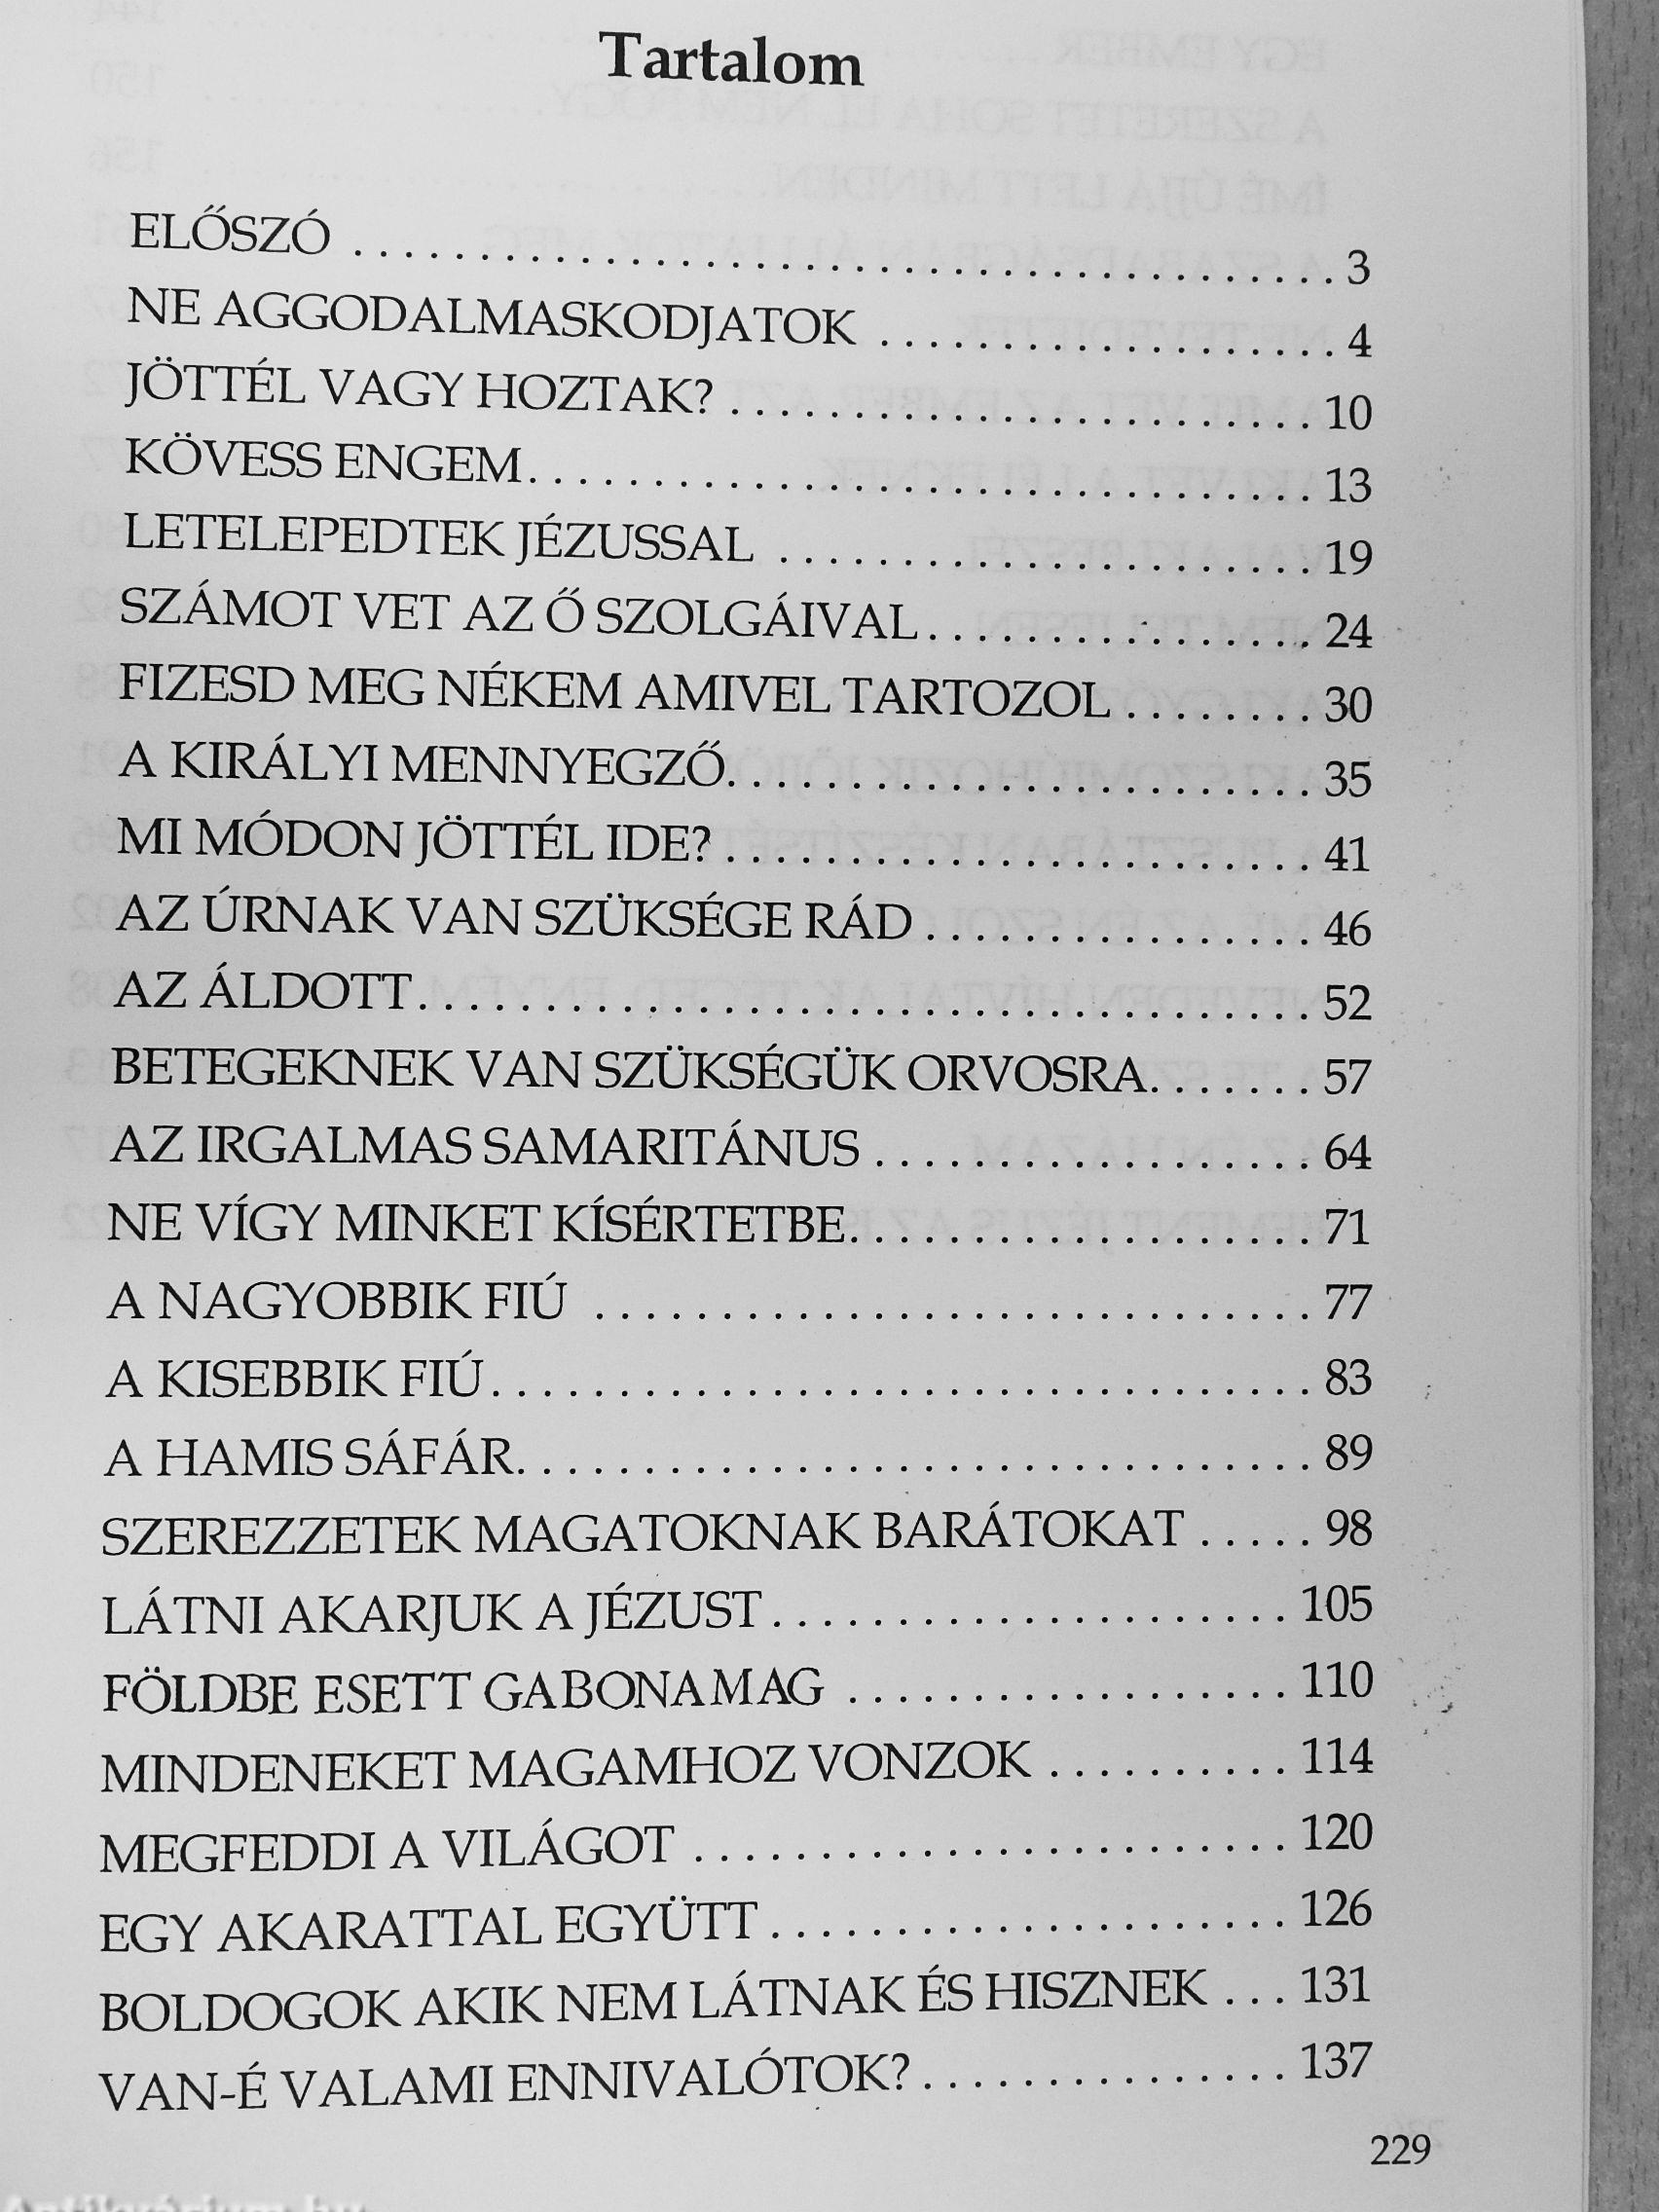 Tartalom
ELŐSZÓ . . . . . . . . . . . . . . . . . . . . . . . . . . . . . . . . . . . . . . . 3
NE AGGODALMASKODJATOK . . . . . . . . . . . . . . . . . . . 4
JÖTTÉL VAGY HOZTAK? . . . . . . . . . . . . . . . . . . . . . . . 10
KÖVESS ENGEM. . . . . . . . . . . . . . . . . . . . . . . . . . . . . . . 13
LETELEPEDTEK JÉZUSSAL . . . . . . . . . . . . . . . . . . . . . 19
SZÁMOT VET AZ Ő SZOLGÁIVAL. . . . . . . . . . . . . . . . 24
FIZESD MEG NÉKEM AMIVEL TARTOZOL . . . . . . . . 30
A KIRÁLYI MENNYEGZŐ. . . . . . . . . . . . . . . . . . . . . . . 35
MI MÓDON JÖTTÉL IDE? . . . . . . . . . . . . . . . . . . . . . . . 41
AZ ÚRNAK VAN SZÜKSÉGE RÁD . . . . . . . . . . . . . . . . 46
AZ ÁLDOTT. . . . . . . . . . . . . . . . . . . . . . . . . . . . . . . . . . . 52
BETEGEKNEK VAN SZÜKSÉGÜK ORVOSRA. . . . . . . 57
AZ IRGALMAS SAMARITÁNUS . . . . . . . . . . . . . . . . . . 64
NE VÍGY MINKET KÍSÉRTETBE. . . . . . . . . . . . . . . . . . . 71
A NAGYOBBIK FIÚ . . . . . . . . . . . . . . . . . . . . . . . . . . . . . 77
A KISEBBIK FIÚ. . . . . . . . . . . . . . . . . . . . . . . . . . . . . . . . . 83
A HAMIS SÁFÁR. . . . . . . . . . . . . . . . . . . . . . . . . . . . . . . . 89
SZEREZZETEK MAGATOKNAK BARÁTOKAT . . . . . 98
LÁTNI AKARJUK A JÉZUST. . . . . . . . . . . . . . . . . . . . . 105
FÖLDBE ESETT GABONAMAG . . . . . . . . . . . . . . . . . . 110
MINDENEKET MAGAMHOZ VONZOK . . . . . . . . . . 114
MEGFEDDI A VILÁGOT . . . . . . . . . . . . . . . . . . . . . . . . 120
EGY AKARATTAL EGYÜTT . . . . . . . . . . . . . . . . . . . . . 126
BOLDOGOK AKIK NEM LÁTNAK ÉS HISZNEK . . . 131
VAN-É VALAMI ENNIVALÓTOK? . . . . . . . . . . . . . . . 137
229